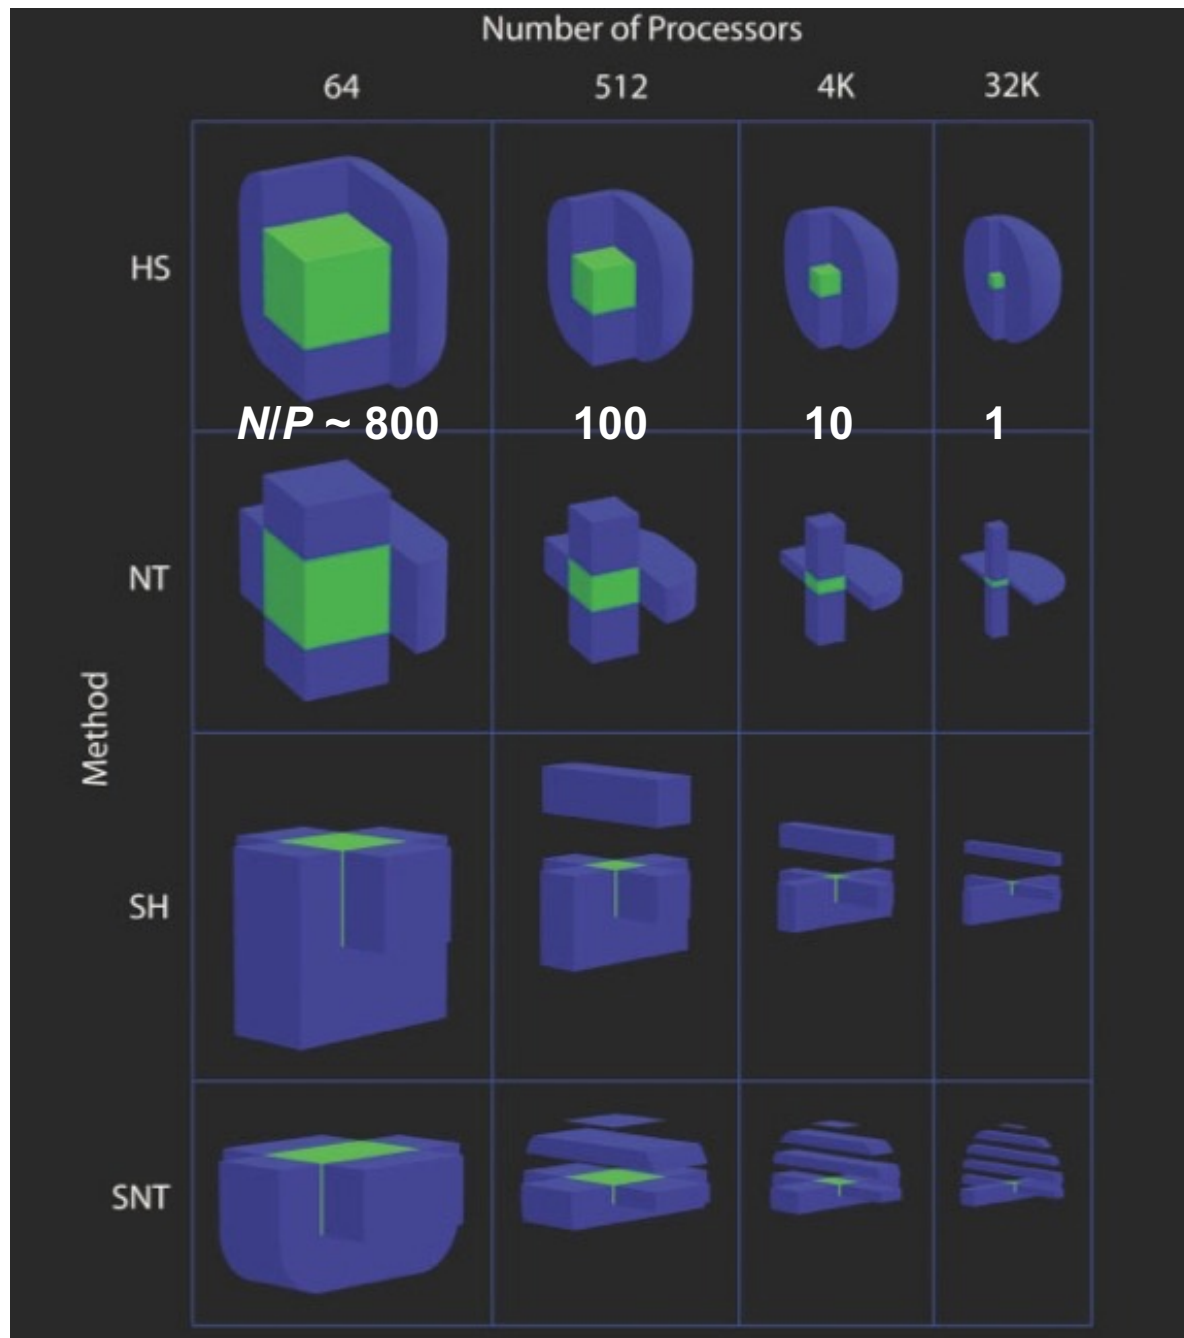 Number of Processors
64 512 4K 32K
HS
N/P ~ 800 100 10 1
NT
Method
SH
SNT